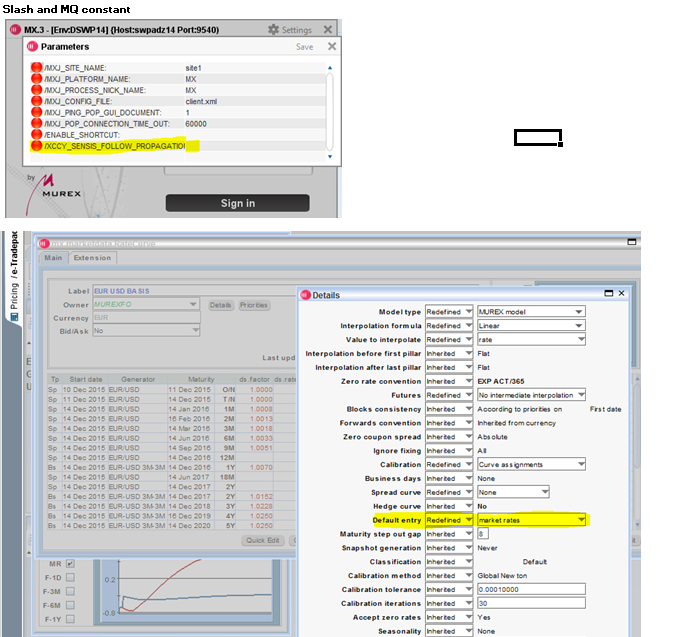 Slash and MQ constant
MX.3 - [Env:DSWP14] (Host:swpadz14 Port:9540) Settings
Parameters Save
/MXJ_SITE_NAME: site1
/MXJ_PLATFORM_NAME: MX
/MXJ_PROCESS_NICK_NAME: MX
/MXJ_CONFIG_FILE: client.xml
/MXJ_PING_POP_GUI_DOCUMENT: 1
/MXJ_POP_CONNECTION_TIME_OUT: 60000
/ENABLE_SHORTCUT:
/XCCY_SENSIS_FOLLOW_PROPAGATIO
by
MUREX
Sign in
Pricing / e-Tradepad
Main Extension
Label EUR USD BASIS
Owner MUREXFO Details Priorities
Currency EUR
Bid/Ask No
Last upd
Tp Start date Generator Maturity ds.factor ds.rate
Sp 10 Dec 2015 EUR/USD 11 Dec 2015 O/N 1.0000
Sp 14 Dec 2015 EUR/USD 14 Dec 2015 T/N 1.0000
Sp 14 Dec 2015 EUR/USD 14 Jan 2016 1M 1.0008
Sp 14 Dec 2015 EUR/USD 16 Feb 2016 2M 1.0013
Sp 14 Dec 2015 EUR/USD 14 Mar 2016 3M 1.0018
Sp 14 Dec 2015 EUR/USD 14 Jun 2016 6M 1.0033
Sp 14 Dec 2015 EUR/USD 14 Sep 2016 9M 1.0051
Sp 14 Dec 2015 EUR/USD 14 Dec 2016 12M
Bs 14 Dec 2015 EUR-USD 3M-3M 14 Dec 2016 1Y 1.0070
Sp 14 Dec 2015 EUR/USD 14 Jun 2017 18M
Sp 14 Dec 2015 EUR/USD 14 Dec 2017 2Y
Bs 14 Dec 2015 EUR-USD 3M-3M 14 Dec 2017 2Y 1.0152
Bs 14 Dec 2015 EUR-USD 3M-3M 14 Dec 2018 3Y 1.0228
Bs 14 Dec 2015 EUR-USD 3M-3M 16 Dec 2019 4Y 1.0250
Bs 14 Dec 2015 EUR-USD 3M-3M 14 Dec 2020 5Y 1.0250
Quick Edit
MR
F-1D
F-3M
F-6M
F-1Y
0.2
-0.8
Details
Model type Redefined MUREX model
Interpolation formula Redefined Linear
Value to interpolate Redefined rate
Interpolation before first pillar Inherited Flat
Interpolation after last pillar Inherited Flat
Zero rate convention Inherited EXP ACT/365
Futures Redefined No intermediate interpolation
Blocks consistency Inherited According to priorities on First date
Forwards convention Inherited Inherited from currency
Zero coupon spread Inherited Absolute
Ignore fixing Inherited All
Calibration Redefined Curve assignments
Business days Inherited None
Spread curve Redefined None
Hedge curve Inherited No
Default entry Redefined market rates
Maturity step out gap Inherited 8
Snapshot generation Inherited Never
Classification Inherited Default
Calibration method Inherited Global New ton
Calibration tolerance Inherited 0.00010000
Calibration iterations Inherited 30
Accept zero rates Inherited Yes
Seasonality Inherited None